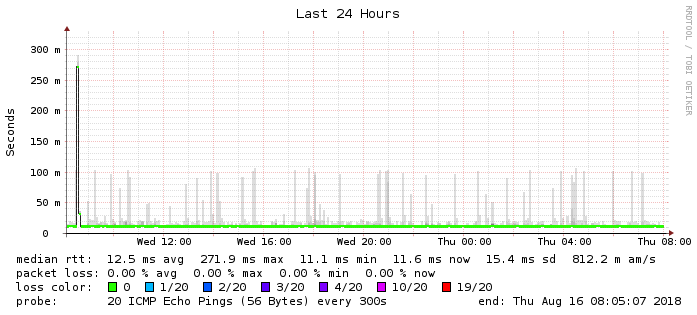 Last 24 Hours
RRDTOOL / TOBI OETIKER
Seconds
300 m
250 m
200 m
150 m
100 m
50 m
0
Wed 12:00 Wed 16:00 Wed 20:00 Thu 00:00 Thu 04:00 Thu 08:00
median rtt: 12.5 ms avg 271.9 ms max 11.1 ms min 11.6 ms now 15.4 ms sd 812.2 m am/s
packet loss: 0.00 % avg 0.00 % max 0.00 % min 0.00 % now
loss color: 0 1/20 2/20 3/20 4/20 10/20 19/20
probe: 20 ICMP Echo Pings (56 Bytes) every 300s end: Thu Aug 16 08:05:07 2018